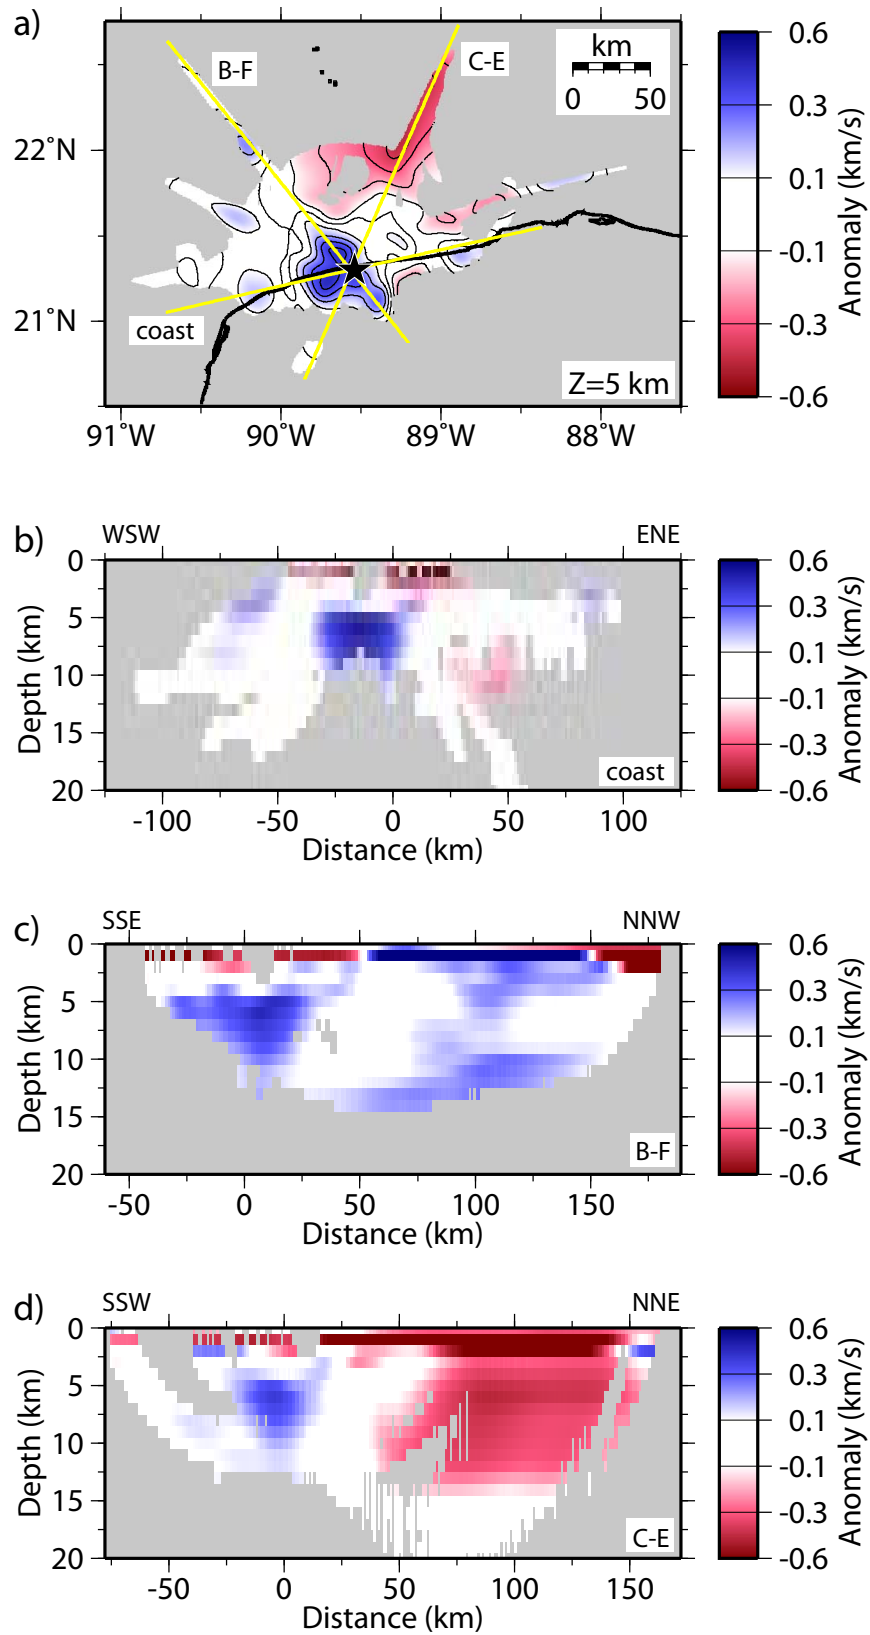 a)
B-F
C-E
km
0 50
22°N
21°N
coast
Z=5 km
91°W 90°W 89°W 88°W
0.6
0.3
0.1
-0.1
-0.3
-0.6
Anomaly (km/s)
b)
WSW ENE
0
5
10
15
20
Depth (km)
coast
-100 -50 0 50 100
Distance (km)
0.6
0.3
0.1
-0.1
-0.3
-0.6
Anomaly (km/s)
c)
SSE NNW
0
5
10
15
20
Depth (km)
B-F
-50 0 50 100 150
Distance (km)
0.6
0.3
0.1
-0.1
-0.3
-0.6
Anomaly (km/s)
d)
SSW NNE
0
5
10
15
20
Depth (km)
C-E
-50 0 50 100 150
Distance (km)
0.6
0.3
0.1
-0.1
-0.3
-0.6
Anomaly (km/s)